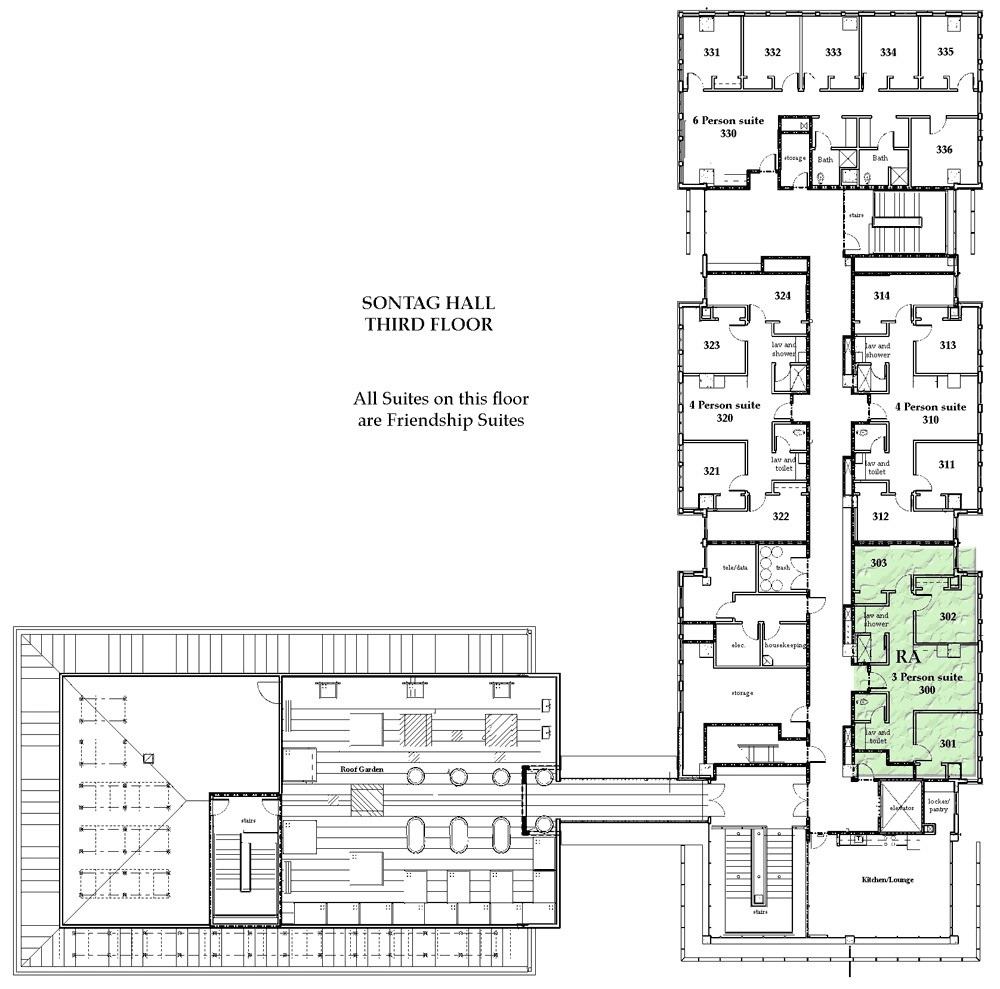 331
332
333
334
335
6 Person suite
330
storage
Bath
Bath
336
stairs
SONTAG HALL
THIRD FLOOR
All Suites on this floor
are Friendship Suites
324
314
323
lav and
shower
lav and
shower
313
4 Person suite
320
4 Person suite
310
321
lav and
toilet
lav and
toilet
311
322
312
tele/data
trash
303
302
lav and
shower
elec.
housekeeping
RA
3 Person suite
300
storage
lav and
toilet
301
Roof Garden
stairs
elevator
locker/
pantry
Kitchen/Lounge
stairs